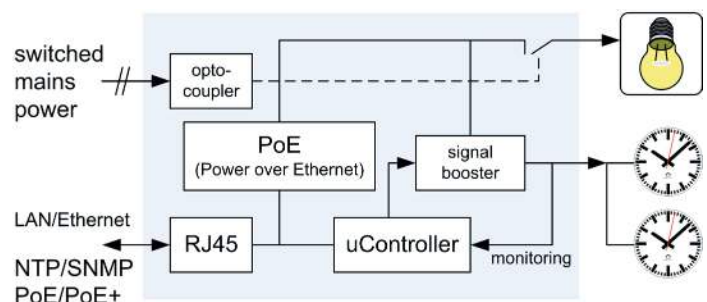 switched
mains
power
opto-
coupler
PoE
(Power over Ethernet)
signal
booster
LAN/Ethernet
RJ45
uController
monitoring
NTP/SNMP
PoE/PoE+